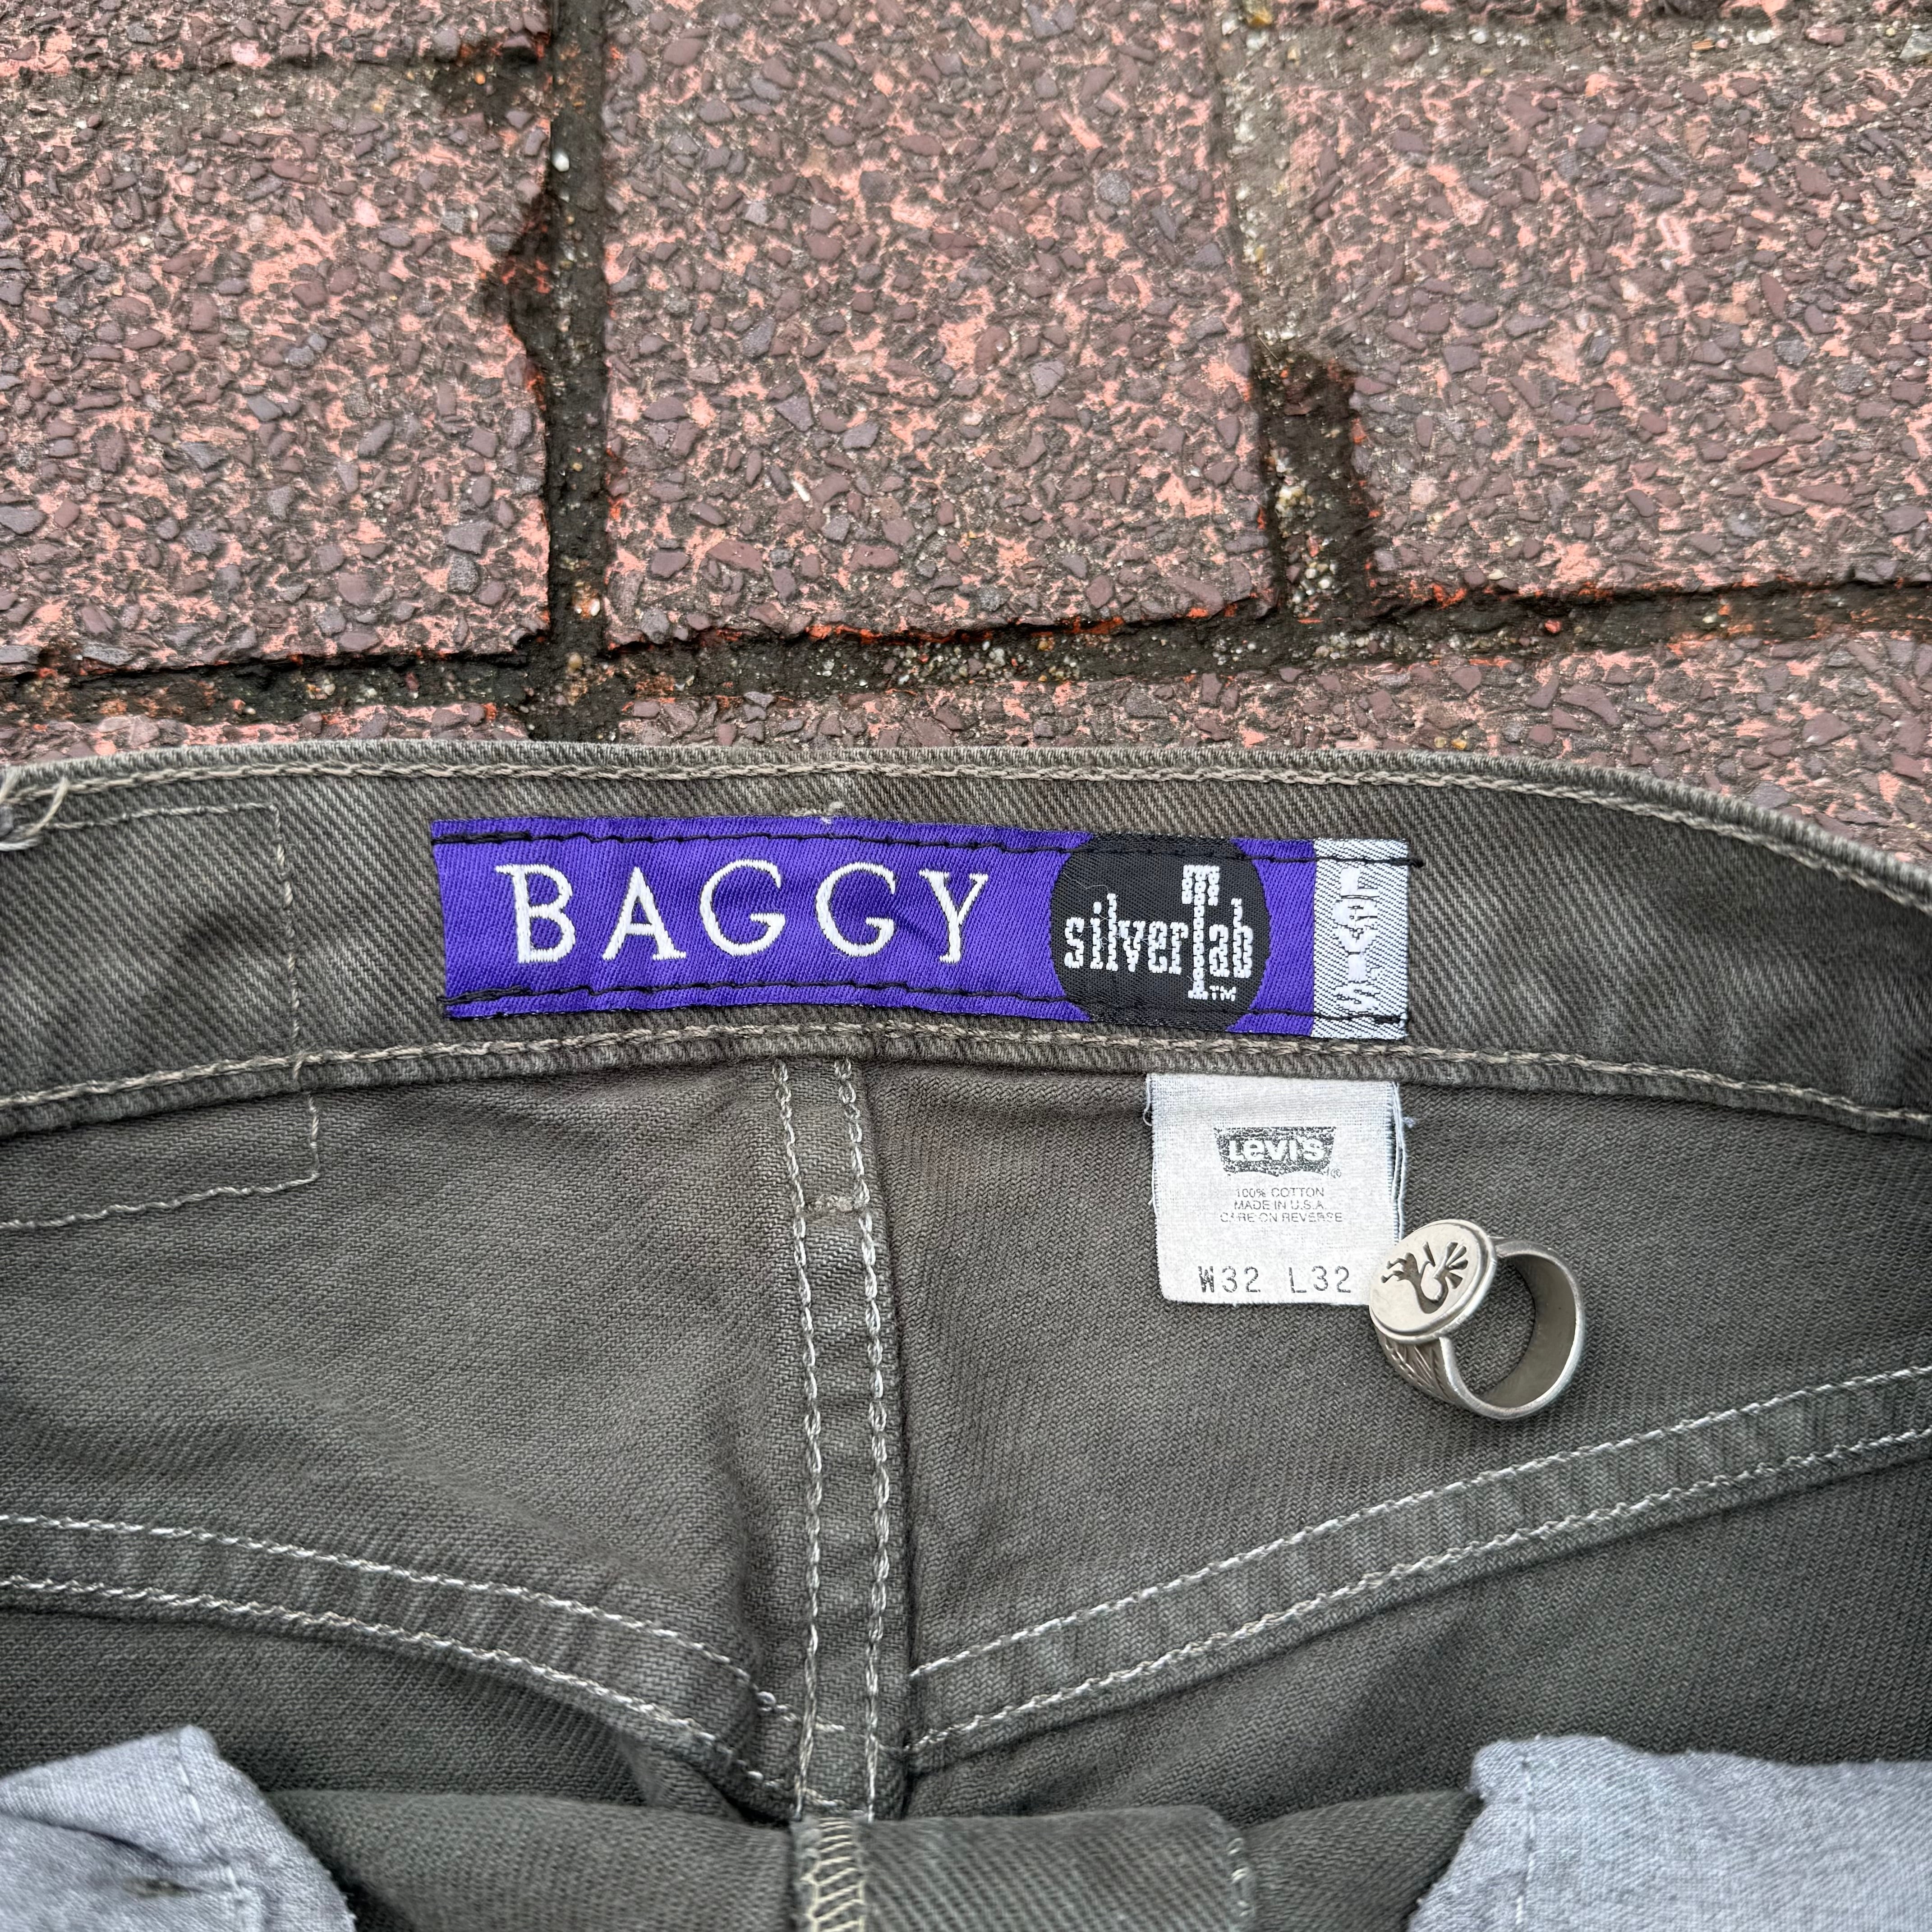 BAGGY
silverTab
TM
LEVI'S
LEVI'S
®
100% COTTON
MADE IN U.S.A.
CARE ON REVERSE
W32 L32